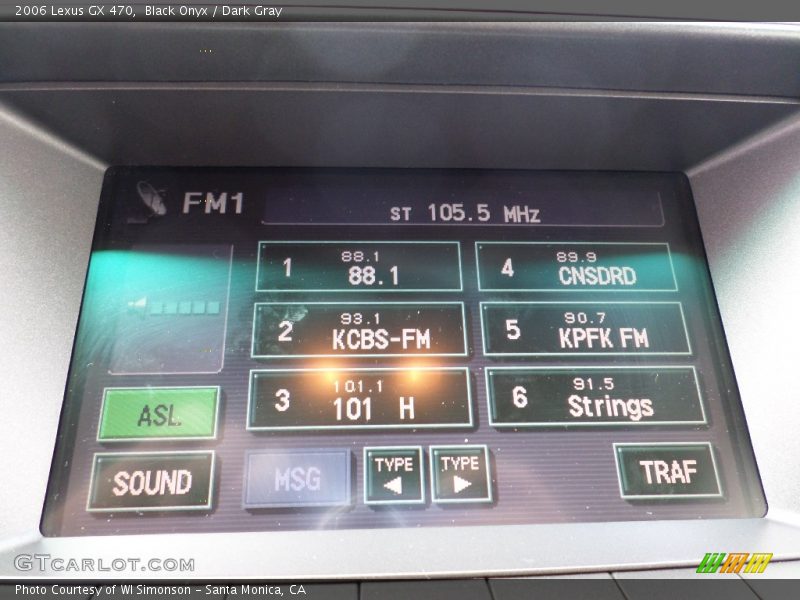 2006 Lexus GX 470,  Black Onyx / Dark Gray
FM1
ST 105.5 MHz
1 88.1
88.1
4 89.9
CNSDRD
2 93.1
KCBS-FM
5 90.7
KPFK FM
3 101.1
101 H
6 91.5
Strings
ASL
SOUND
MSG
TYPE
TYPE
TRAF
GTCARLOT.COM
Photo Courtesy of WI Simonson – Santa Monica, CA